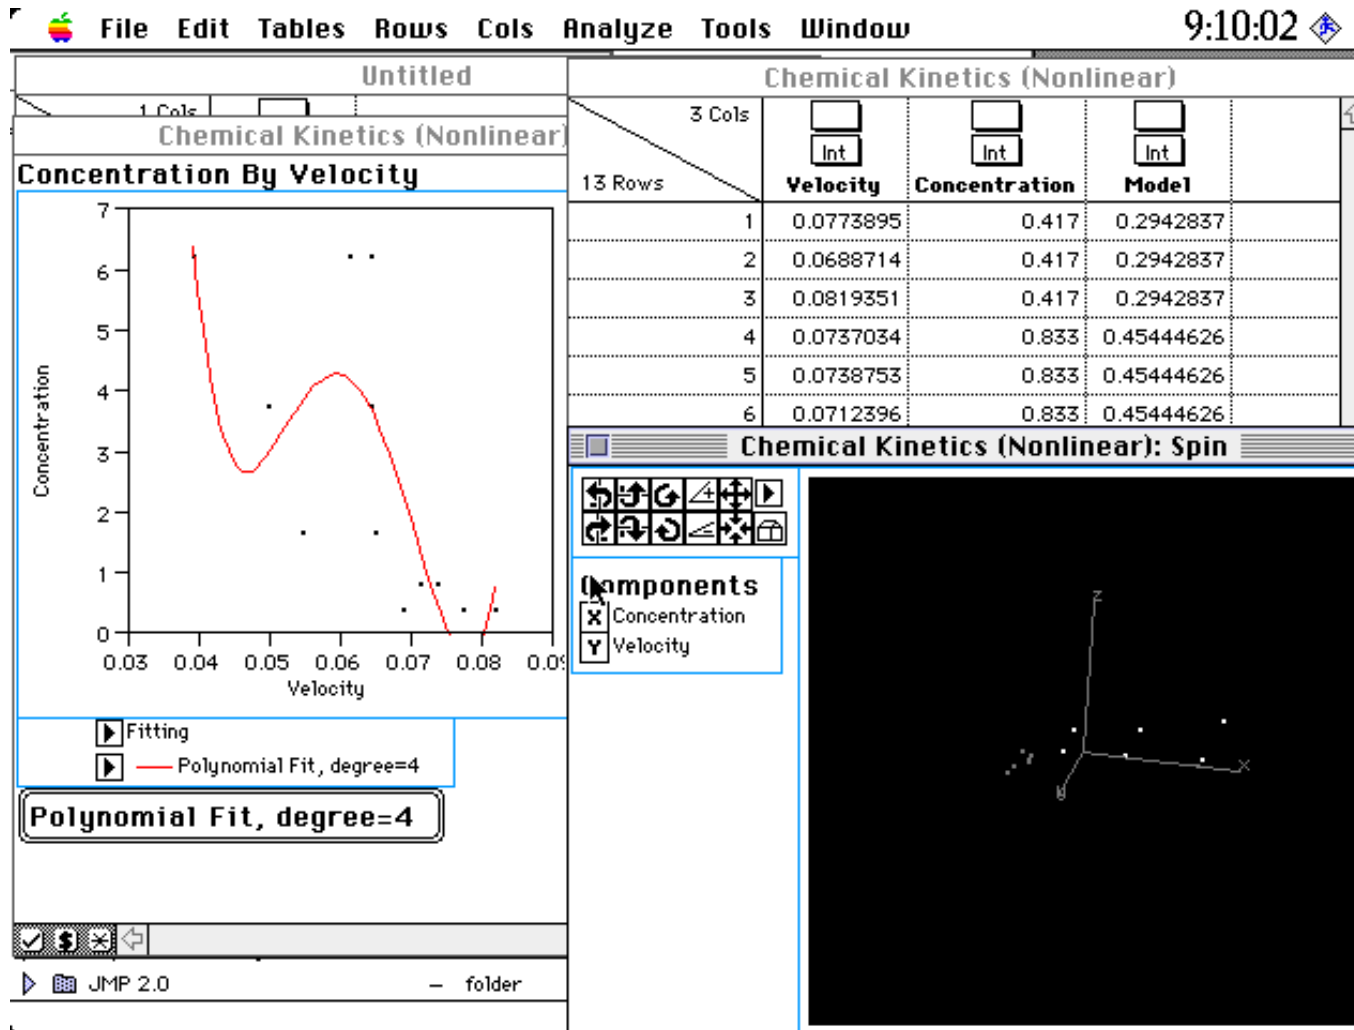 File Edit Tables Rows Cols Analyze Tools Window 9:10:02
Untitled
1 Cols
Chemical Kinetics (Nonlinear)
Concentration By Velocity
7
6
5
4
3
2
1
0
Concentration
0.03 0.04 0.05 0.06 0.07 0.08
Velocity
Fitting
Polynomial Fit, degree=4
Polynomial Fit, degree=4
JMP 2.0 – folder
Chemical Kinetics (Nonlinear)
3 Cols
13 Rows
Int Int Int
Velocity Concentration Model
1 0.0773895 0.417 0.2942837
2 0.0688714 0.417 0.2942837
3 0.0819351 0.417 0.2942837
4 0.0737034 0.833 0.45444626
5 0.0738753 0.833 0.45444626
6 0.0712396 0.833 0.45444626
Chemical Kinetics (Nonlinear): Spin
Components
X Concentration
Y Velocity
Z
X